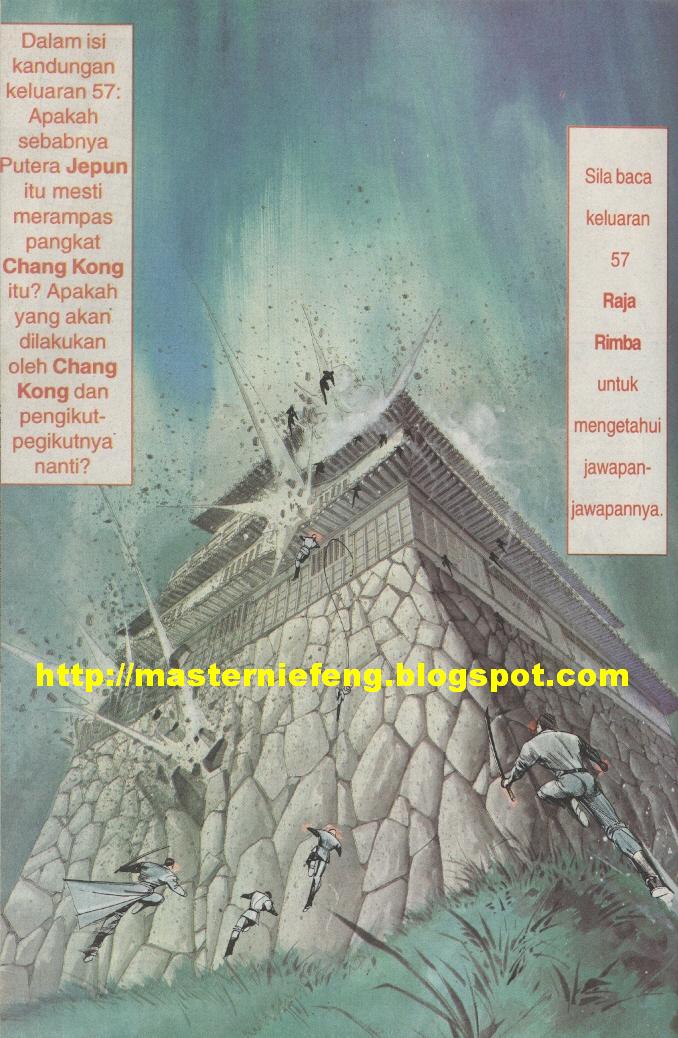 Dalam isi
kandungan
keluaran 57:
Apakah
sebabnya
Putera Jepun
itu mesti
merampas
pangkat
Chang Kong
itu? Apakah
yang akan
dilakukan
oleh Chang
Kong dan
pengikut-
pegikutnya
nanti?
Sila baca
keluaran
57
Raja
Rimba
untuk
mengetahui
jawapan-
jawapannya.
http://masterniefeng.blogspot.com